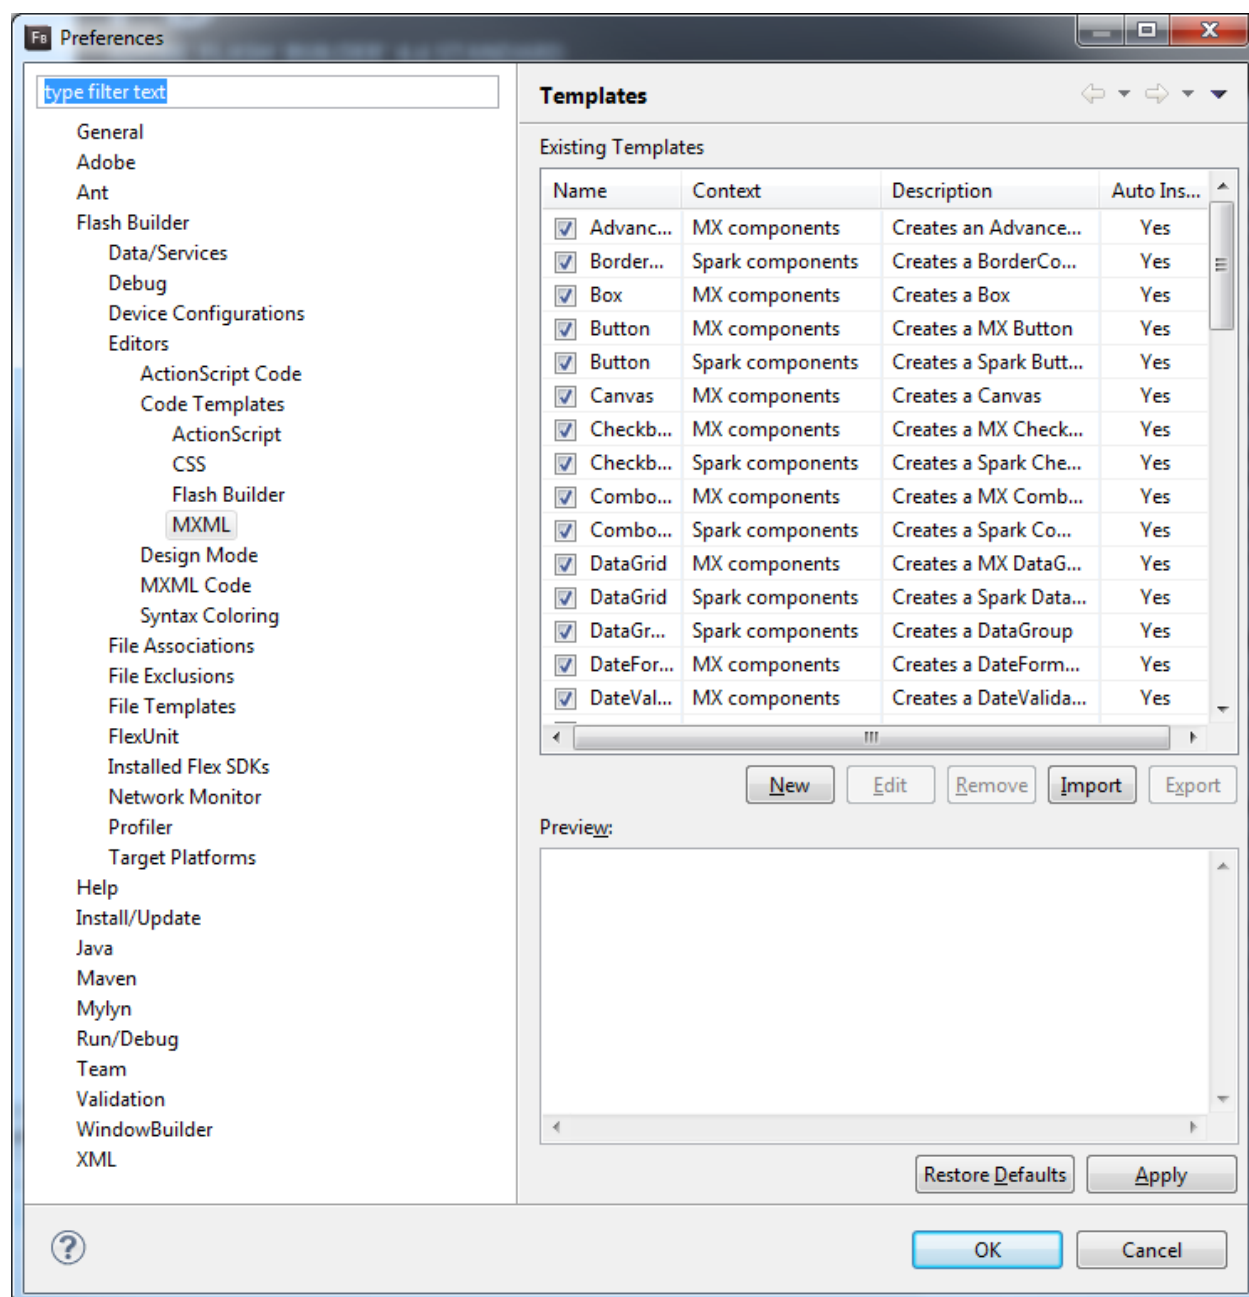 FB Preferences
type filter text
General
Adobe
Ant
Flash Builder
Data/Services
Debug
Device Configurations
Editors
ActionScript Code
Code Templates
ActionScript
CSS
Flash Builder
MXML
Design Mode
MXML Code
Syntax Coloring
File Associations
File Exclusions
File Templates
FlexUnit
Installed Flex SDKs
Network Monitor
Profiler
Target Platforms
Help
Install/Update
Java
Maven
Mylyn
Run/Debug
Team
Validation
WindowBuilder
XML
Templates
Existing Templates
Name Context Description Auto Ins...
Advanc... MX components Creates an Advance... Yes
Border... Spark components Creates a BorderCo... Yes
Box MX components Creates a Box Yes
Button MX components Creates a MX Button Yes
Button Spark components Creates a Spark Butt... Yes
Canvas MX components Creates a Canvas Yes
Checkb... MX components Creates a MX Check... Yes
Checkb... Spark components Creates a Spark Che... Yes
Combo... MX components Creates a MX Comb... Yes
Combo... Spark components Creates a Spark Co... Yes
DataGrid MX components Creates a MX DataG... Yes
DataGrid Spark components Creates a Spark Data... Yes
DataGr... Spark components Creates a DataGroup Yes
DateFor... MX components Creates a DateForm... Yes
DateVal... MX components Creates a DateValida... Yes
New Edit Remove Import Export
Preview:
Restore Defaults Apply
OK Cancel